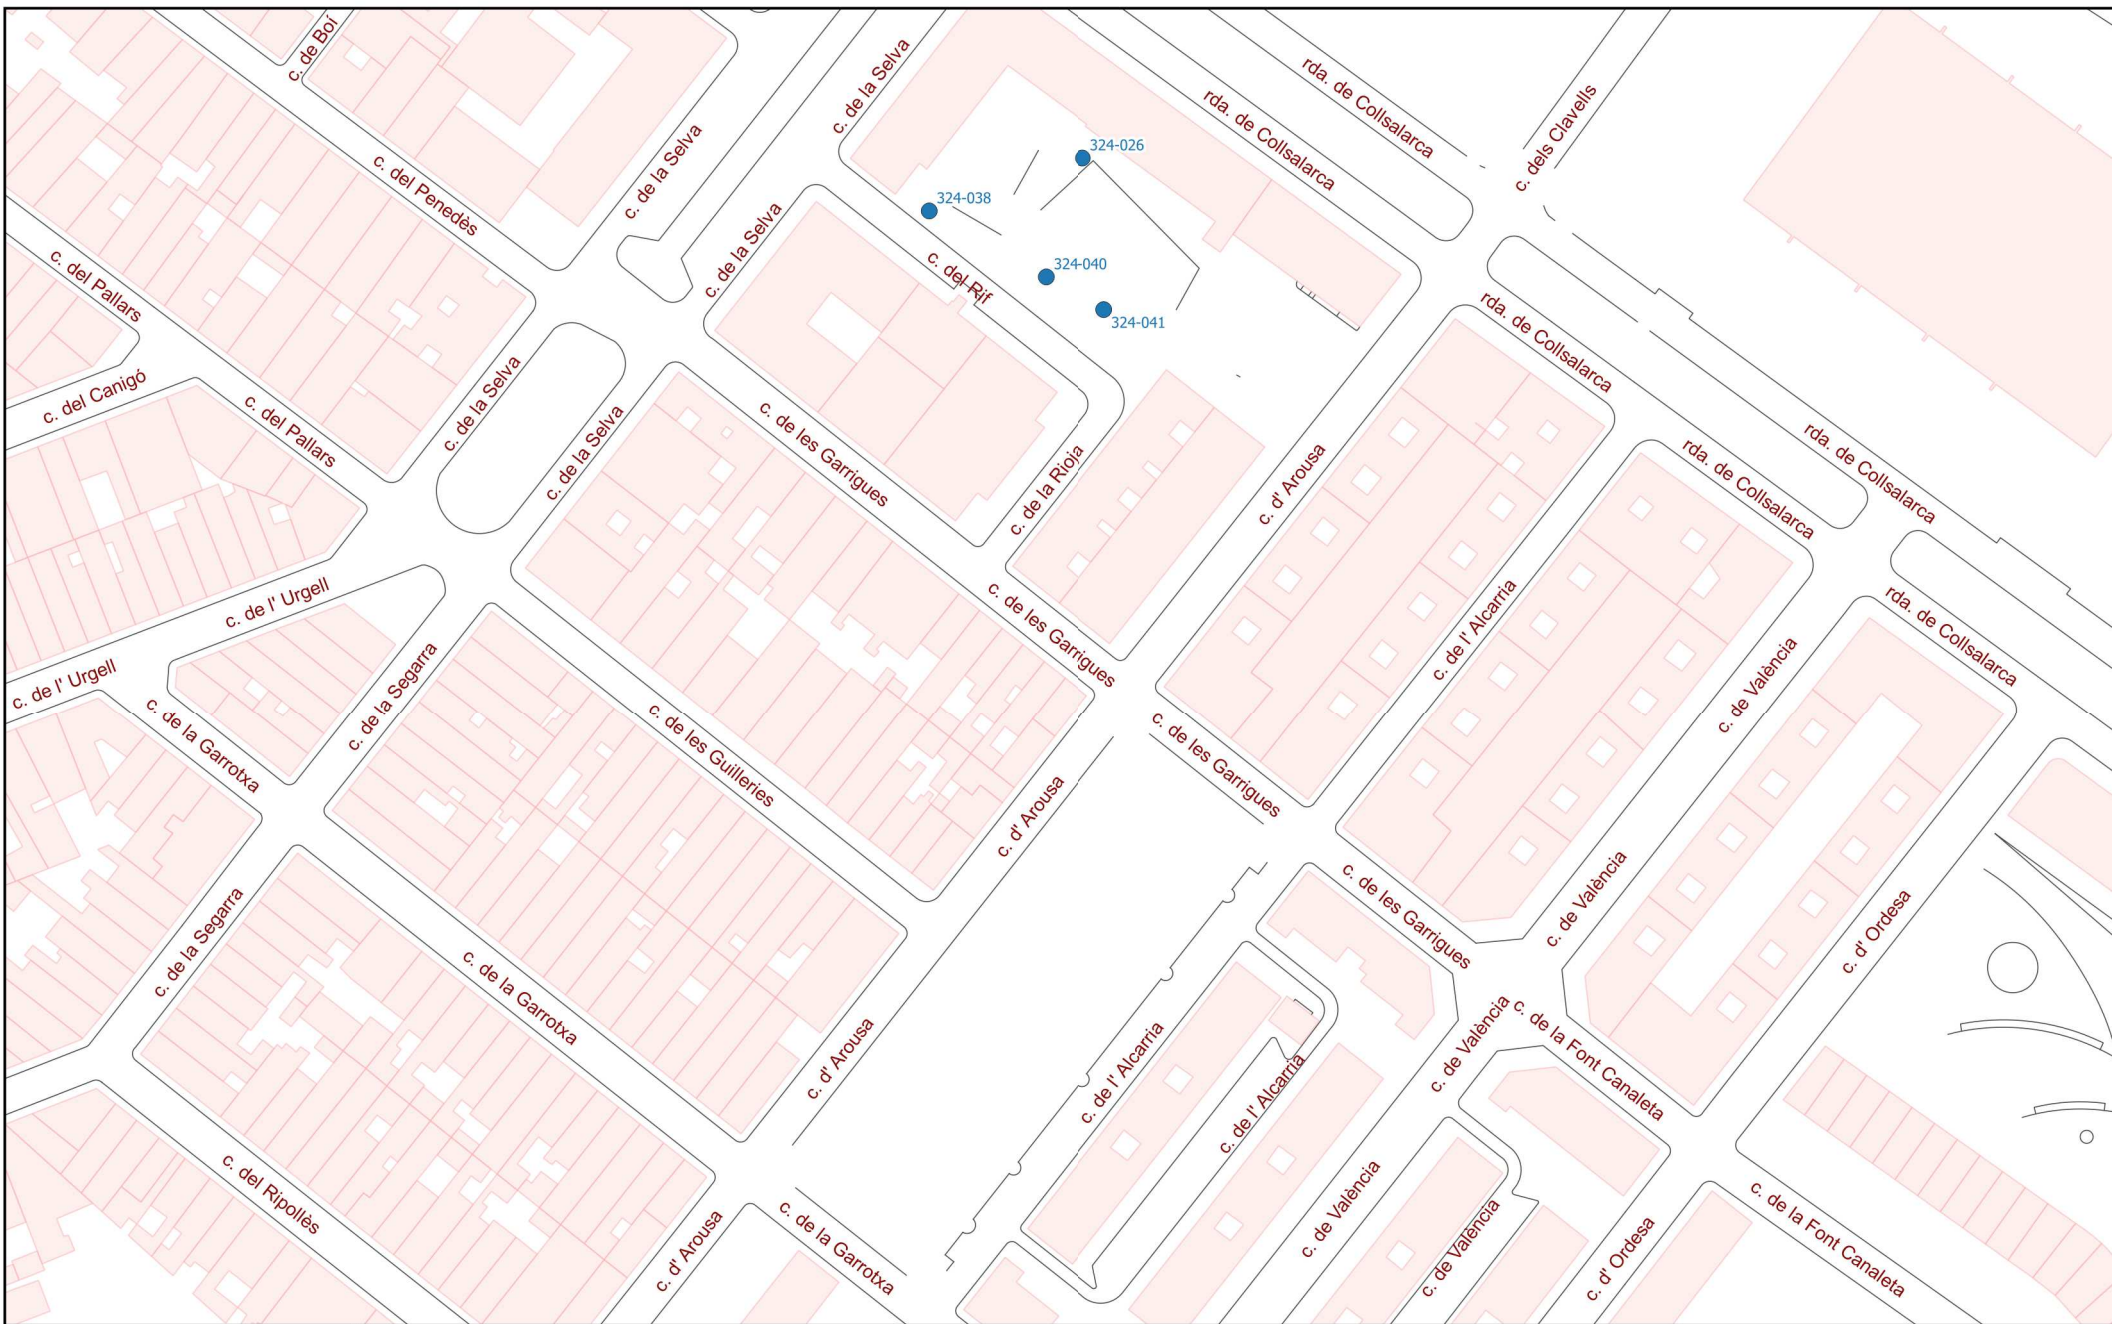 c. de Boí
c. de la Selva
rda. de Collsalarca
rda. de Collsalarca
c. dels Clavells
c. del Penedès
c. de la Selva
324-026
324-038
c. de la Selva
c. del Rif
324-040
324-041
c. del Pallars
c. del Canigó
c. del Pallars
c. de la Selva
c. de la Selva
c. de les Garrigues
c. de la Rioja
c. d' Arousa
rda. de Collsalarca
rda. de Collsalarca
rda. de Collsalarca
c. de l' Urgell
c. de l' Urgell
c. de la Segarra
c. de la Garrotxa
c. de les Guilleries
c. de les Garrigues
c. de les Garrigues
c. de l' Alcarria
c. de València
rda. de Collsalarca
c. d' Arousa
c. de les Garrigues
c. de València
c. d' Ordesa
c. de la Segarra
c. de la Garrotxa
c. d' Arousa
c. de l' Alcarria
c. de l' Alcarria
c. de València
c. de la Font Canaleta
c. del Ripollès
c. d' Arousa
c. de la Garrotxa
c. de València
c. de València
c. d' Ordesa
c. de la Font Canaleta